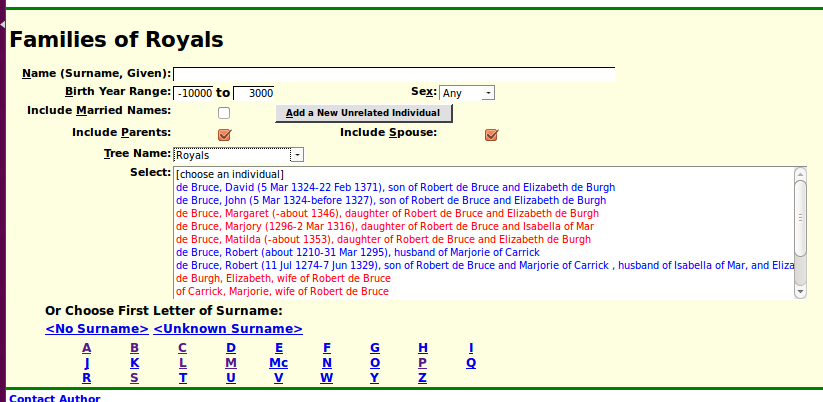 Families of Royals
Name (Surname, Given):
Birth Year Range: -10000 to 3000 Sex: Any
Include Married Names: Add a New Unrelated Individual
Include Parents: Include Spouse:
Tree Name: Royals
Select: [choose an individual]
de Bruce, David (5 Mar 1324-22 Feb 1371), son of Robert de Bruce and Elizabeth de Burgh
de Bruce, John (5 Mar 1324-before 1327), son of Robert de Bruce and Elizabeth de Burgh
de Bruce, Margaret (-about 1346), daughter of Robert de Bruce and Elizabeth de Burgh
de Bruce, Marjory (1296-2 Mar 1316), daughter of Robert de Bruce and Isabella of Mar
de Bruce, Matilda (-about 1353), daughter of Robert de Bruce and Elizabeth de Burgh
de Bruce, Robert (about 1210-31 Mar 1295), husband of Marjorie of Carrick
de Bruce, Robert (11 Jul 1274-7 Jun 1329), son of Robert de Bruce and Marjorie of Carrick , husband of Isabella of Mar, and Eliza
de Burgh, Elizabeth, wife of Robert de Bruce
of Carrick, Marjorie, wife of Robert de Bruce
Or Choose First Letter of Surname:
<No Surname> <Unknown Surname>
A B C D E F G H I
J K L M Mc N O P Q
R S T U V W Y Z
Contact Author